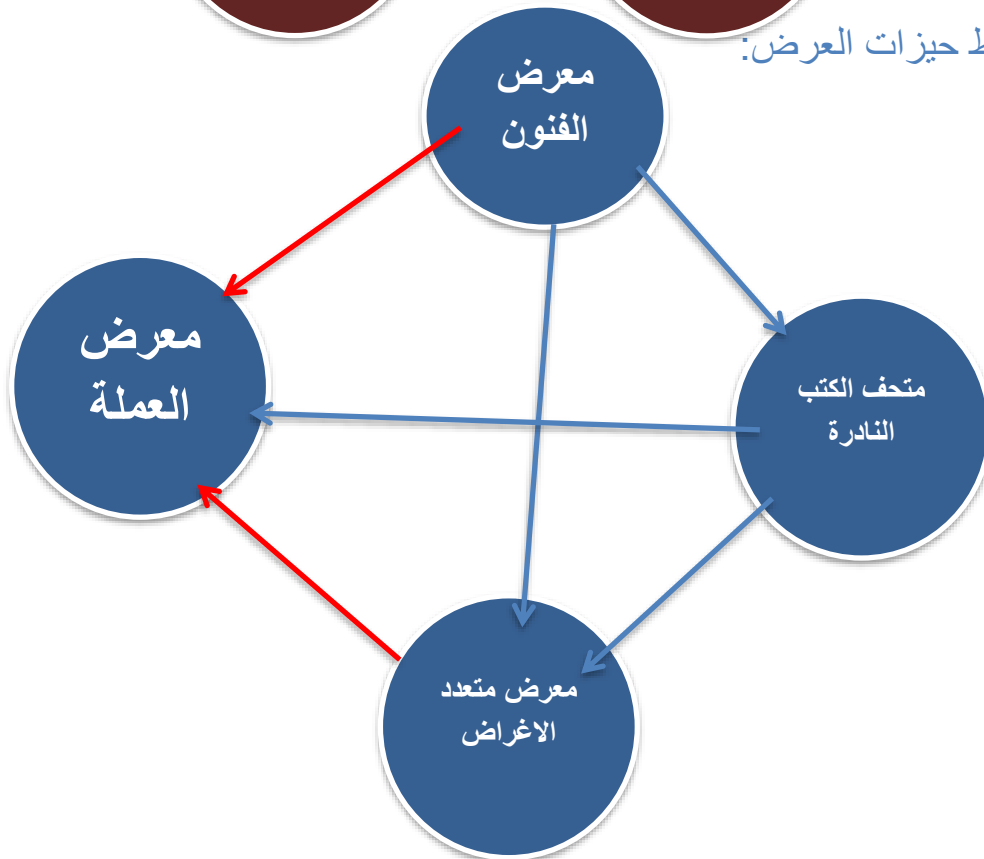 حيزات العرض:
معرض
الفنون
معرض
العملة
متحف الكتب
النادرة
معرض متعدد
الاغراض